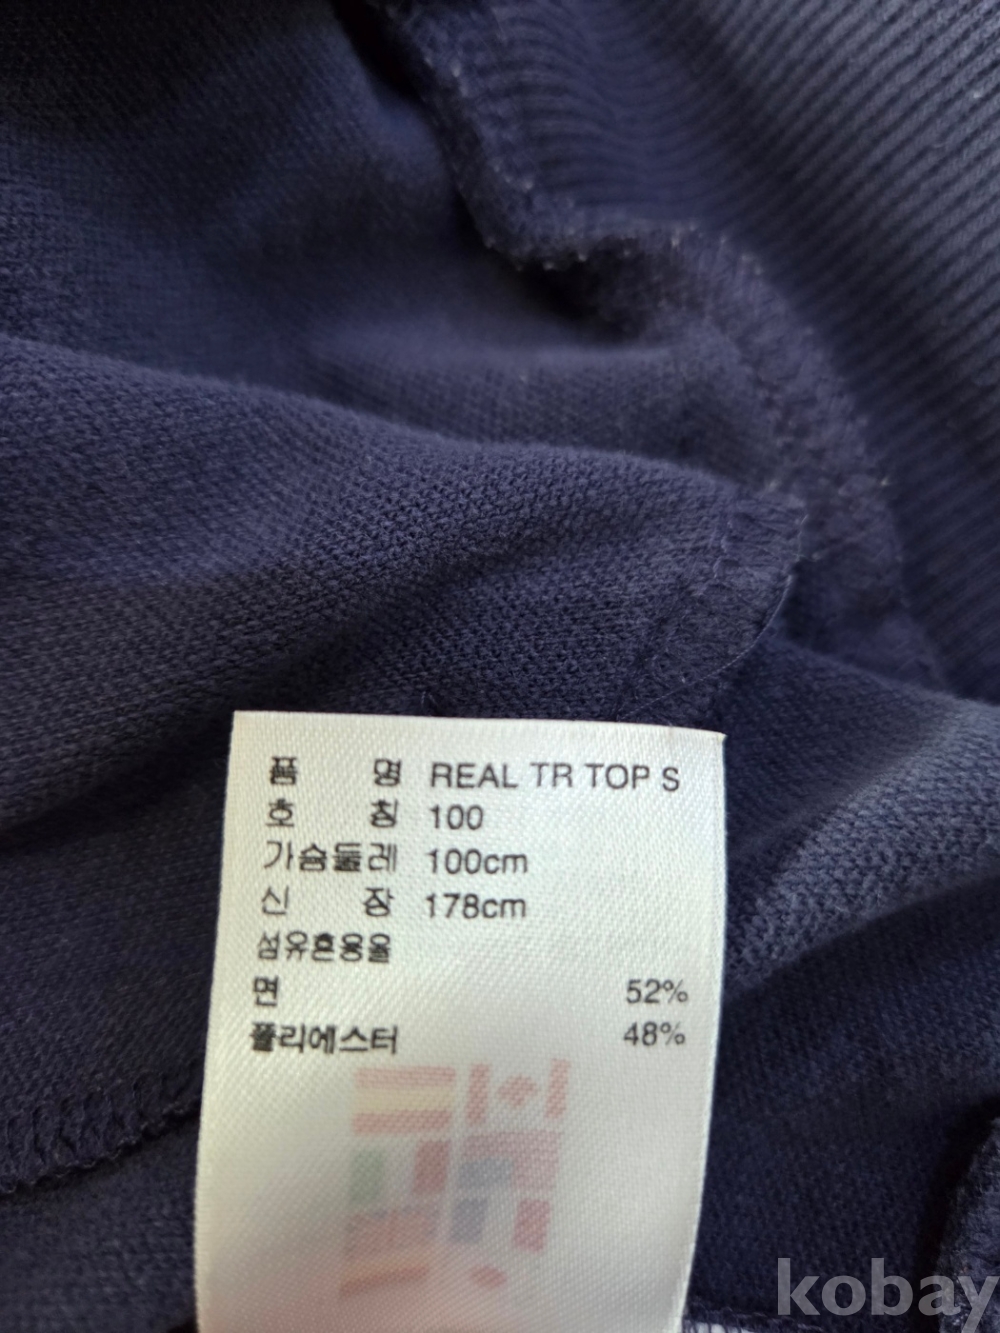 품 명 REAL TR TOP S
호 칭 100
가슴둘레 100cm
신 장 178cm
섬유혼용율
면 52%
폴리에스터 48%
kobay